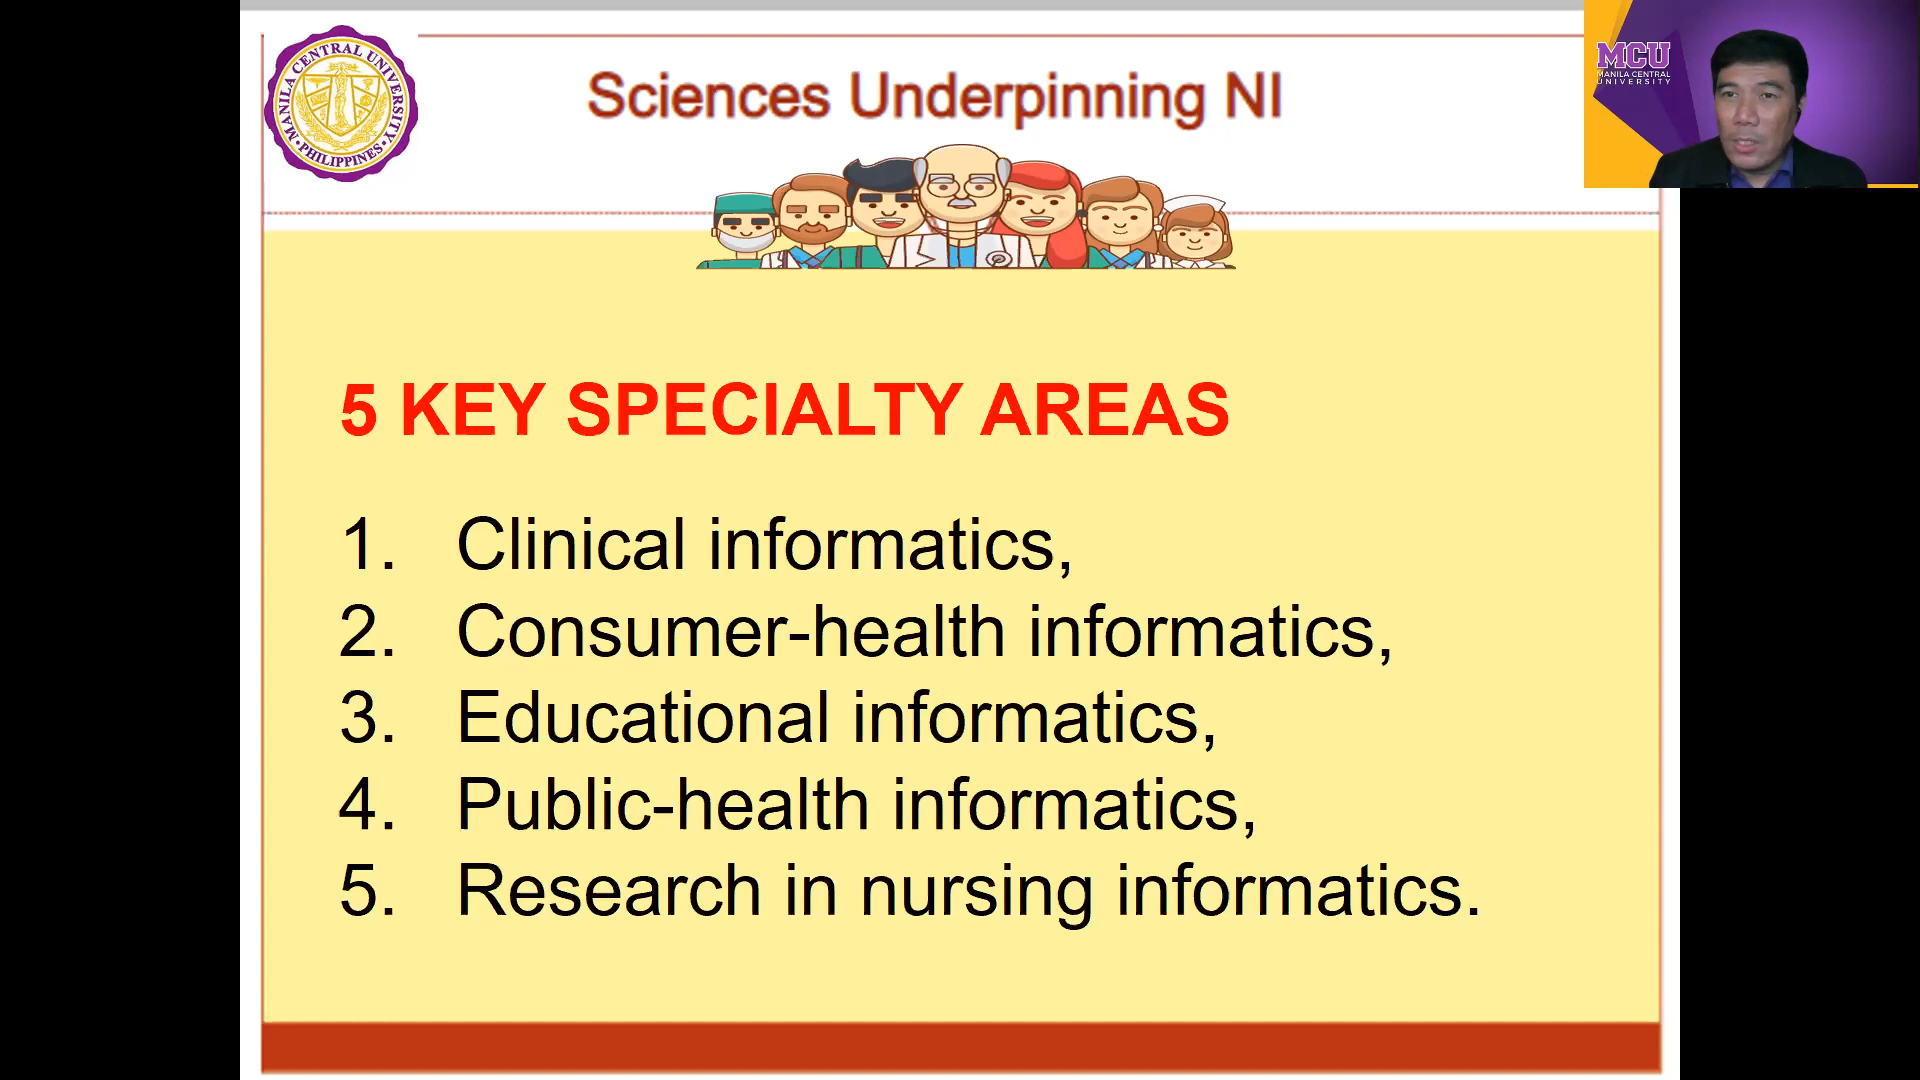 MANILA CENTRAL UNIVERSITY
• PHILIPPINES •
Sciences Underpinning NI
MCU
MANILA CENTRAL
UNIVERSITY
5 KEY SPECIALTY AREAS
1. Clinical informatics,
2. Consumer-health informatics,
3. Educational informatics,
4. Public-health informatics,
5. Research in nursing informatics.